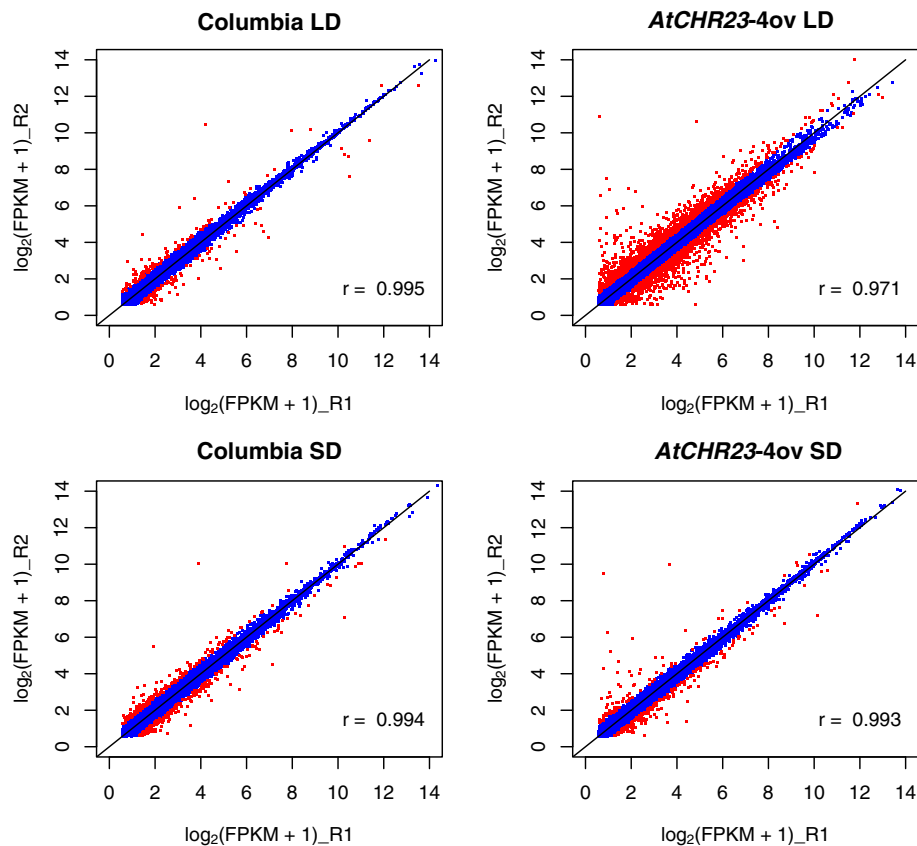 Columbia LD
AtCHR23-4ov LD
log₂(FPKM + 1)_R2
0 2 4 6 8 10 12 14
r = 0.995
0 2 4 6 8 10 12 14
log₂(FPKM + 1)_R1
log₂(FPKM + 1)_R2
0 2 4 6 8 10 12 14
r = 0.971
0 2 4 6 8 10 12 14
log₂(FPKM + 1)_R1
Columbia SD
AtCHR23-4ov SD
log₂(FPKM + 1)_R2
0 2 4 6 8 10 12 14
r = 0.994
0 2 4 6 8 10 12 14
log₂(FPKM + 1)_R1
log₂(FPKM + 1)_R2
0 2 4 6 8 10 12 14
r = 0.993
0 2 4 6 8 10 12 14
log₂(FPKM + 1)_R1